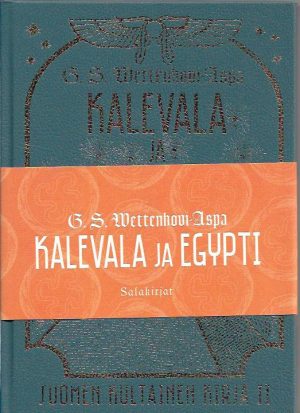 G. S. Wettenhovi-Aspa
KALEVALA
JA
G. S. Wettenhovi-Aspa
KALEVALA JA EGYPTI
Salakirjat
SUOMEN KULTAINEN KIRJA II